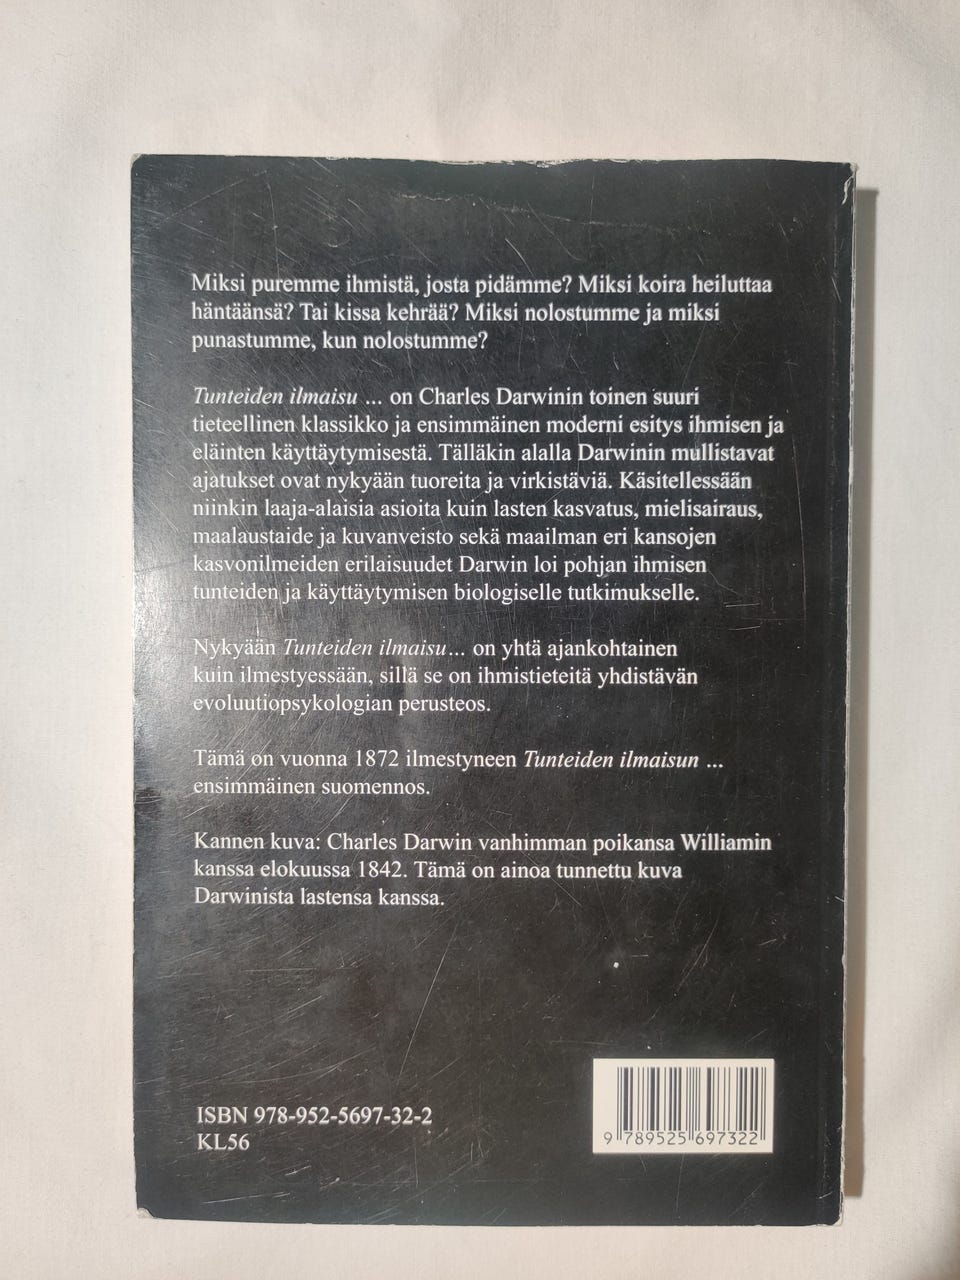 Miksi puremme ihmistä, josta pidämme? Miksi koira heiluttaa
häntäänsä? Tai kissa kehrää? Miksi nolostumme ja miksi
punastumme, kun nolostumme?
Tunteiden ilmaisu ... on Charles Darwinin toinen suuri
tieteellinen klassikko ja ensimmäinen moderni esitys ihmisen ja
eläinten käyttäytymisestä. Tälläkin alalla Darwinin mullistavat
ajatukset ovat nykyään tuoreita ja virkistäviä. Käsitellessään
niinkin laaja-alaisia asioita kuin lasten kasvatus, mielisairaus,
maalaustaide ja kuvanveisto sekä maailman eri kansojen
kasvonilmeiden erilaisuudet Darwin loi pohjan ihmisen
tunteiden ja käyttäytymisen biologiselle tutkimukselle.
Nykyään Tunteiden ilmaisu... on yhtä ajankohtainen
kuin ilmestyessään, sillä se on ihmistieteitä yhdistävän
evoluutiopsykologian perusteos.
Tämä on vuonna 1872 ilmestyneen Tunteiden ilmaisun ...
ensimmäinen suomennos.
Kannen kuva: Charles Darwin vanhimman poikansa Williamin
kanssa elokuussa 1842. Tämä on ainoa tunnettu kuva
Darwinista lastensa kanssa.
ISBN 978-952-5697-32-2
KL56
9 789525 697322